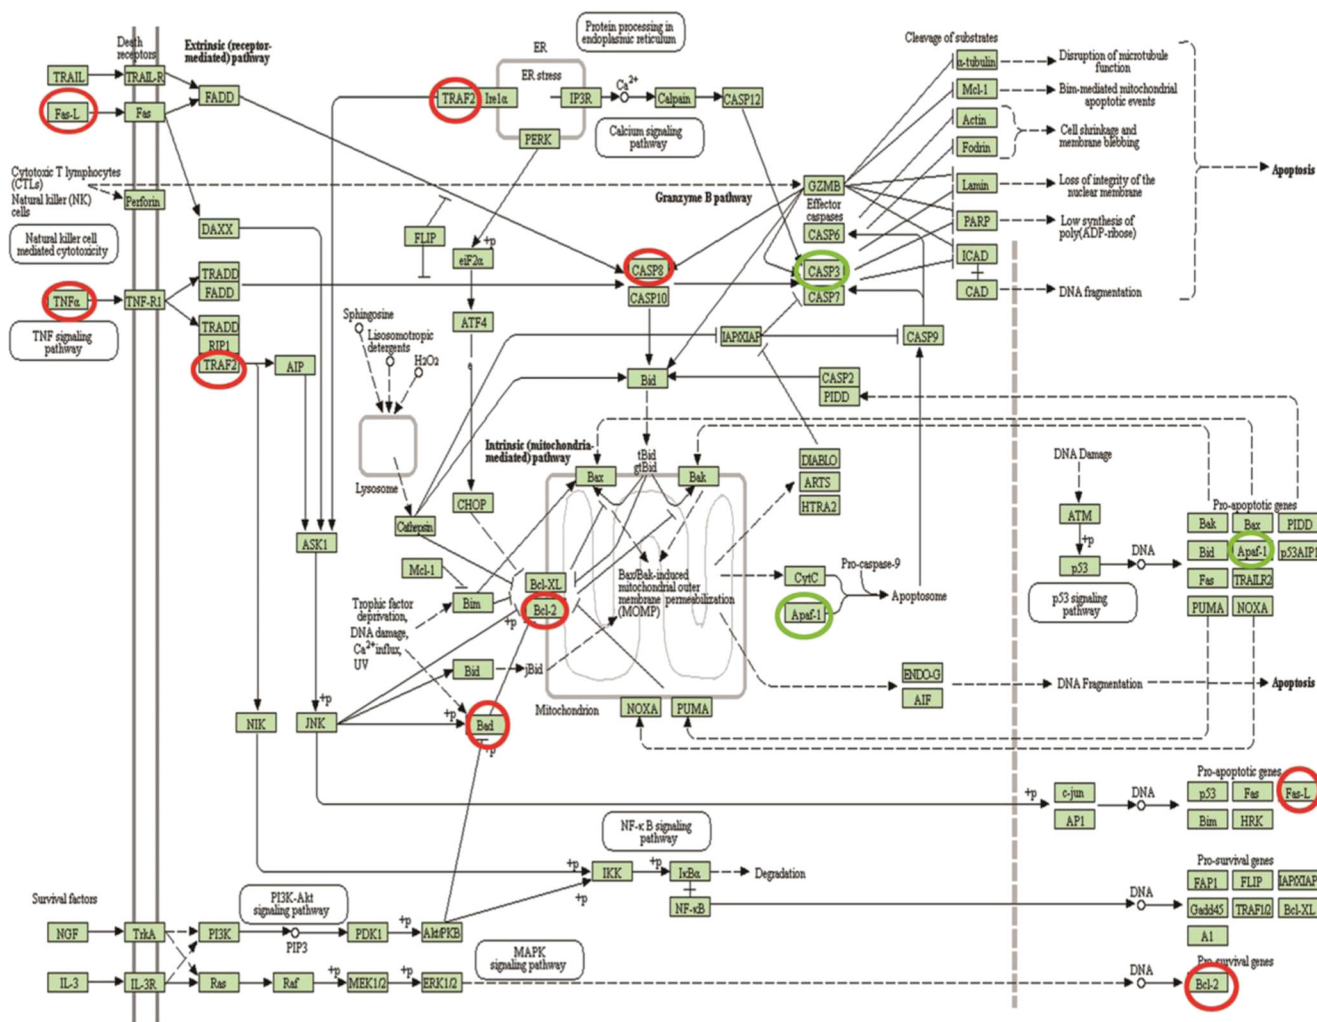 Protein processing in
endoplasmic reticulum
Death
receptors
Extrinsic (receptor-
mediated) pathway
ER
ER stress
Cleavage of substrates
TRAIL
TRAIL-R
FADD
TRAF2
Ire1α
IP3R
Ca2+
Calpain
CASP12
α-tubulin
Disruption of microtubule
function
Fas-L
Fas
Mcl-1
Bim-mediated mitochondrial
apoptotic events
PERK
Calcium signaling
pathway
Actin
Fodrin
Cell shrinkage and
membrane blebbing
Cytotoxic T lymphocytes
(CTLs)
Natural killer (NK)
cells
Perforin
Granzyme B pathway
GZMB
Lamin
Loss of integrity of the
nuclear membrane
Apoptosis
Effector
caspases
CASP6
PARP
Low synthesis of
poly(ADP-ribose)
Natural killer cell
mediated cytotoxicity
DAXX
FLIP
+p
eiF2α
ICAD
CAD
DNA fragmentation
TRADD
FADD
CASP8
CASP10
CASP3
CASP7
TNFα
TNF-R1
TNF signaling
pathway
TRADD
RIP1
TRAF2
AIP
Sphingosine
Lisosomotropic
detergents
H2O2
ATF4
IAP/XIAP
CASP9
Bid
CASP2
PIDD
Intrinsic (mitochondria-
mediated) pathway
tBid
gtBid
Bax
Bak
DIABLO
ARTS
HTRA2
DNA Damage
Lysosome
Cathepsin
CHOP
ATM
+p
p53
DNA
Pro-apoptotic genes
Bak
Bax
PIDD
Bid
Apaf-1
p53AIP1
Fas
TRAILR2
PUMA
NOXA
p53 signaling
pathway
ASK1
Mcl-1
Bcl-XL
Bcl-2
+p
Bim
Bax/Bak-induced
mitochondrial outer
membrane permeabilization
(MOMP)
CytC
Pro-caspase-9
Apaf-1
Apoptosome
Trophic factor
deprivation,
DNA damage,
Ca2+influx,
UV
Bid
jBid
ENDO-G
AIF
DNA Fragmentation
Apoptosis
Mitochondrion
NOXA
PUMA
NIK
+p
JNK
+p
Bad
+p
Pro-apoptotic genes
+p
c-jun
AP1
DNA
p53
Fas
Fas-L
Bim
HRK
NF-κB signaling
pathway
+p
IKK
+p
+p
IκBα
NF-κB
Degradation
Pro-survival genes
FAP1
FLIP
IAP/XIAP
DNA
Gadd45
TRAF1/2
Bcl-XL
A1
Survival factors
PI3K-Akt
signaling pathway
NGF
TrkA
PI3K
PIP3
+p
PDK1
+p
Akt/PKB
MAPK
signaling pathway
IL-3
IL-3R
Ras
Raf
+p
MEK1/2
+p
ERK1/2
DNA
Pro-survival genes
Bcl-2